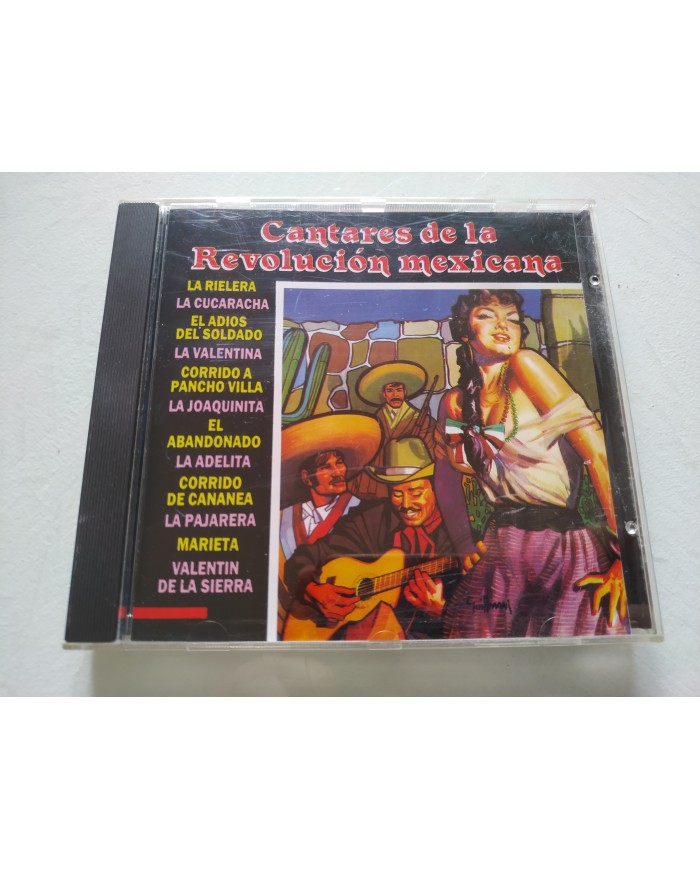 Cantares de la
Revolución mexicana
LA RIELERA
LA CUCARACHA
EL ADIOS
DEL SOLDADO
LA VALENTINA
CORRIDO A
PANCHO VILLA
LA JOAQUINITA
EL
ABANDONADO
LA ADELITA
CORRIDO
DE CANANEA
LA PAJARERA
MARIETA
VALENTIN
DE LA SIERRA